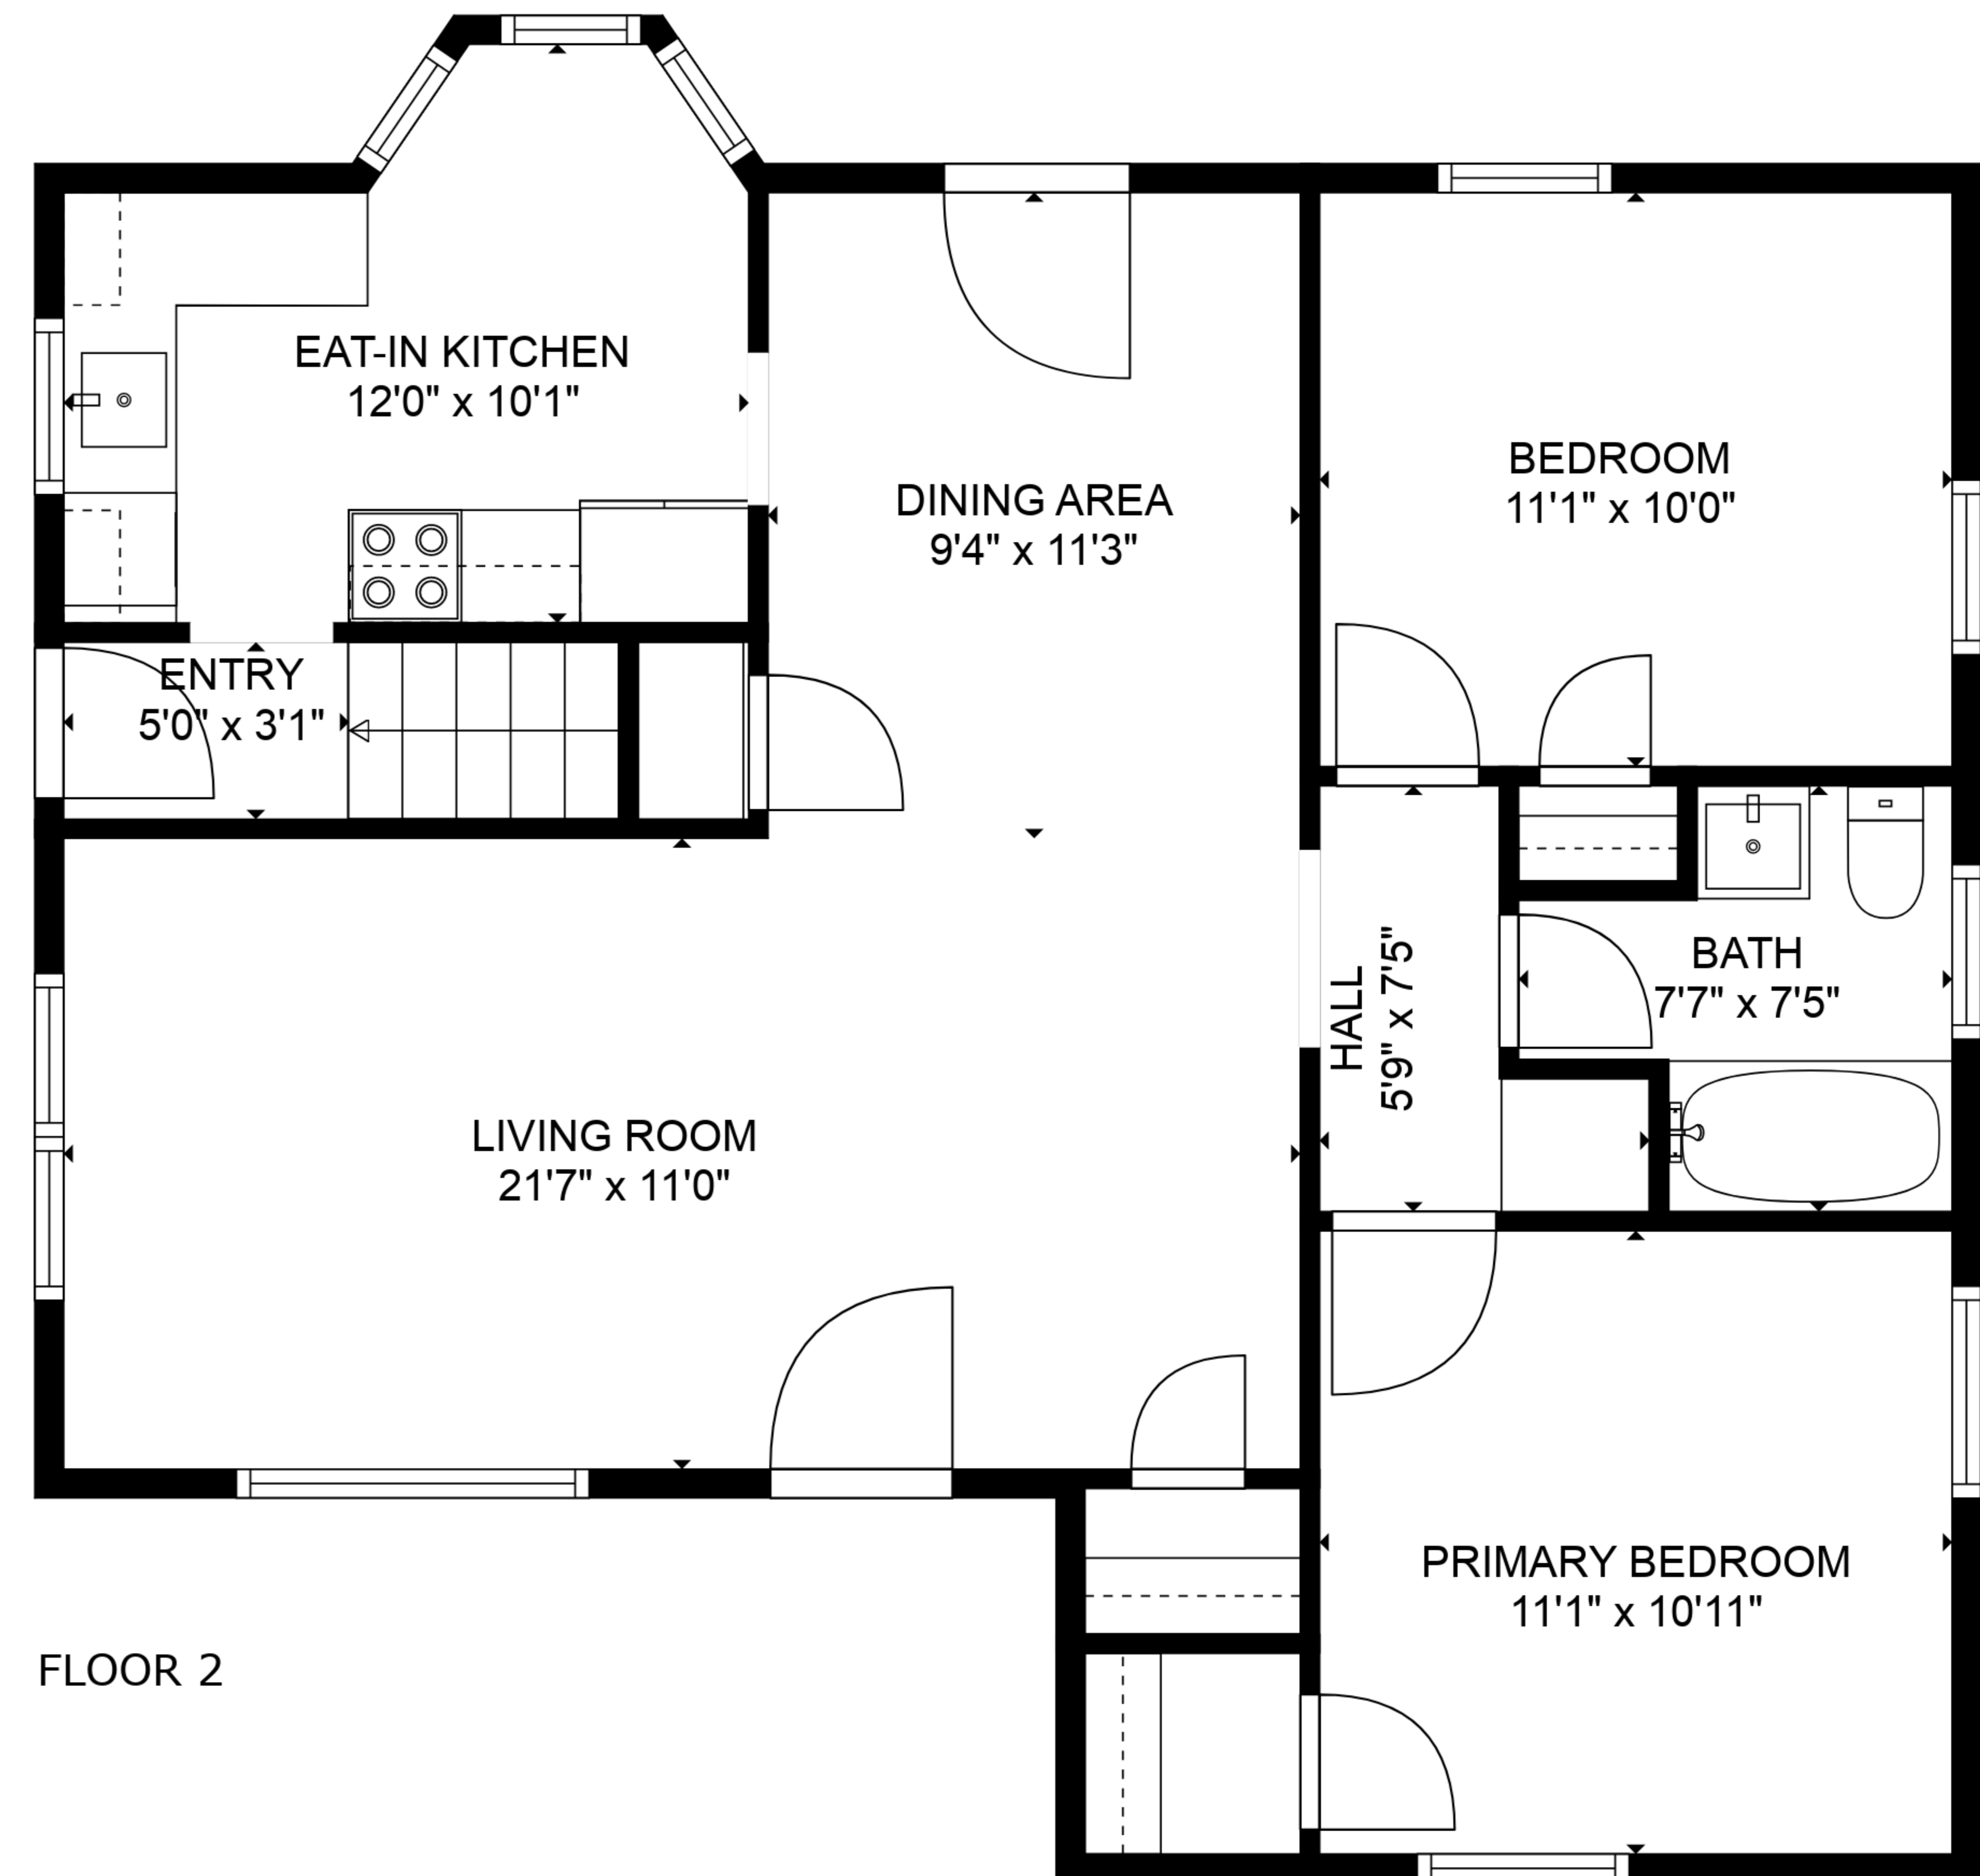 EAT-IN KITCHEN
12'0" x 10'1"
DINING AREA
9'4" x 11'3"
BEDROOM
11'1" x 10'0"
ENTRY
5'0" x 3'1"
HALL
5'9" x 7'5"
BATH
7'7" x 7'5"
LIVING ROOM
21'7" x 11'0"
PRIMARY BEDROOM
11'1" x 10'11"
FLOOR 2